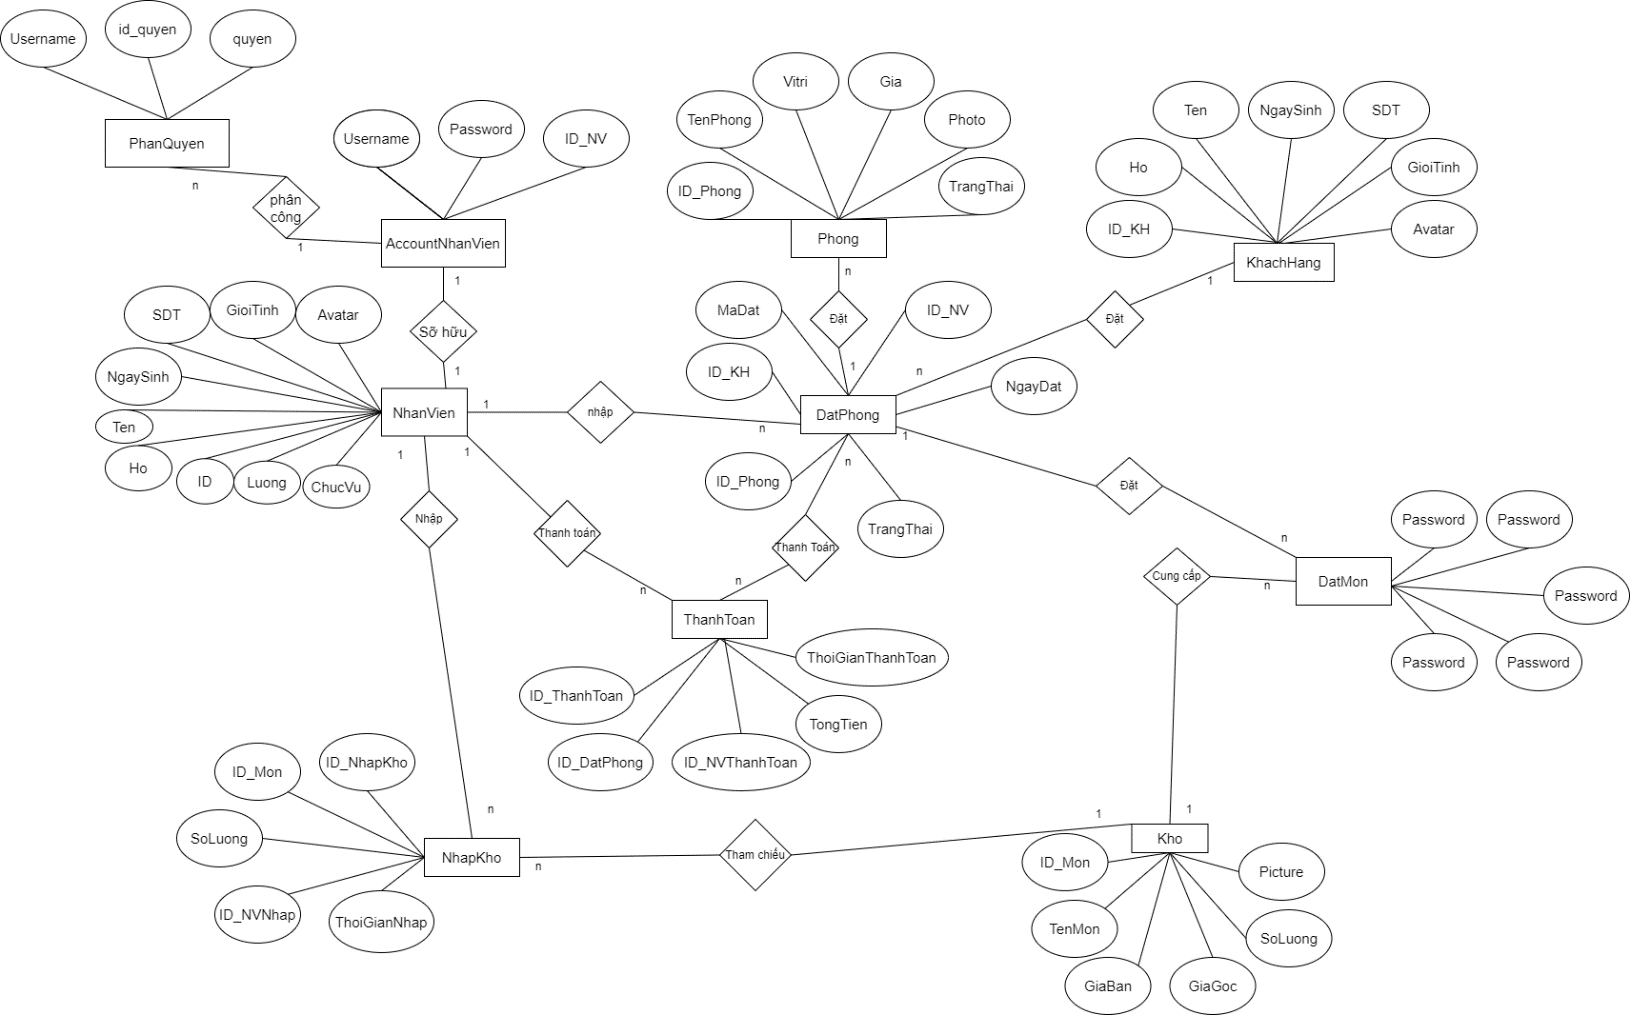 Username
id_quyen
quyen
PhanQuyen
n
phân
công
1
Username
Password
ID_NV
AccountNhanVien
1
Sỡ hữu
1
SDT
GioiTinh
Avatar
NgaySinh
Ten
Ho
ID
Luong
ChucVu
NhanVien
1
nhập
n
1
Nhập
n
1
Thanh toán
n
Vitri
Gia
TenPhong
Photo
ID_Phong
TrangThai
Phong
n
Đặt
1
MaDat
ID_NV
ID_KH
NgayDat
DatPhong
ID_Phong
TrangThai
n
Thanh Toán
n
Ten
NgaySinh
SDT
Ho
GioiTinh
ID_KH
Avatar
KhachHang
1
Đặt
n
1
Đặt
n
Password
Password
Password
Password
Password
DatMon
n
Cung cấp
1
ThanhToan
ThoiGianThanhToan
ID_ThanhToan
TongTien
ID_DatPhong
ID_NVThanhToan
ID_NhapKho
ID_Mon
SoLuong
ID_NVNhap
ThoiGianNhap
NhapKho
n
Tham chiếu
1
Kho
ID_Mon
Picture
TenMon
SoLuong
GiaBan
GiaGoc